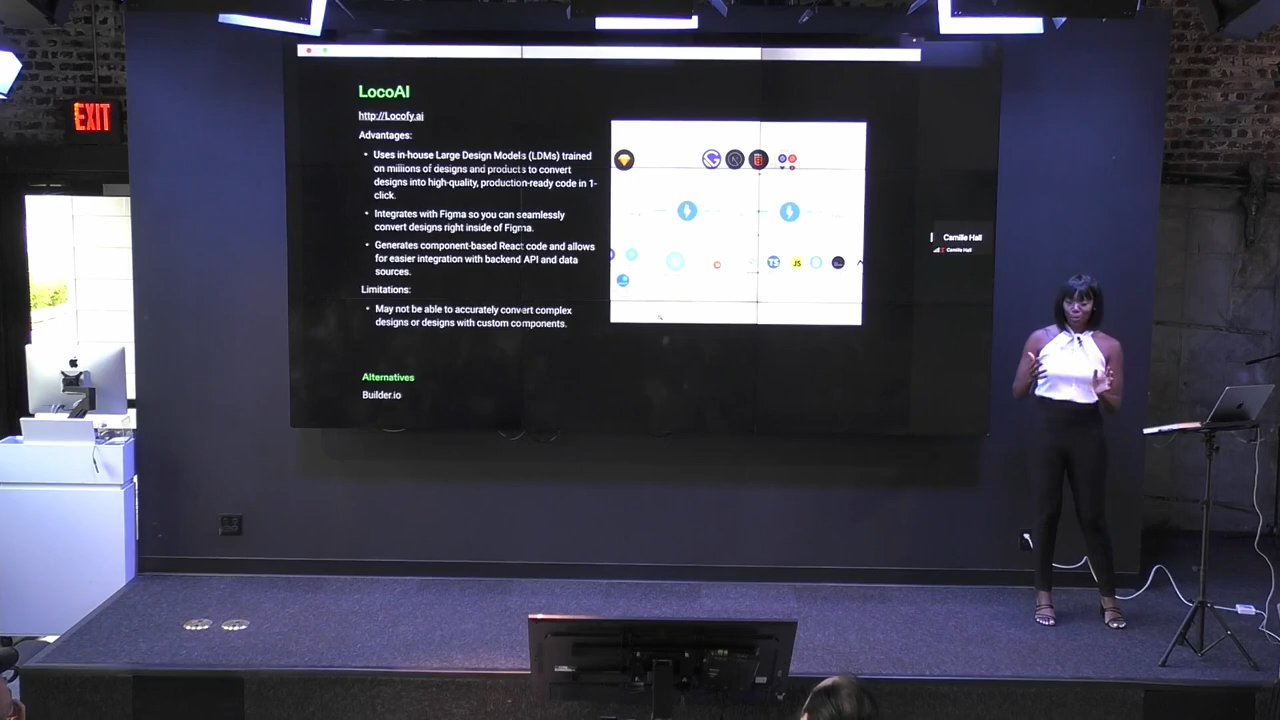 EXIT
LocoAI
http://Locofy.ai
Advantages:
• Uses in-house Large Design Models (LDMs) trained
on millions of designs and products to convert
designs into high-quality, production-ready code in 1-
click.
• Integrates with Figma so you can seamlessly
convert designs right inside of Figma.
• Generates component-based React code and allows
for easier integration with backend API and data
sources.
Limitations:
• May not be able to accurately convert complex
designs or designs with custom components.
Alternatives
Builder.io
TS
JS
Camille Hall
Camille Hall